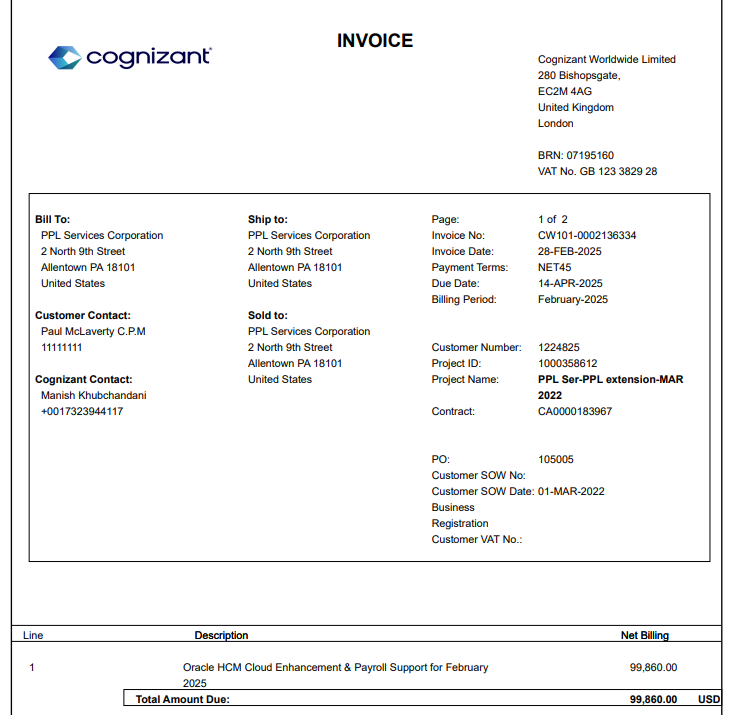 INVOICE
cognizant
Cognizant Worldwide Limited
280 Bishopsgate,
EC2M 4AG
United Kingdom
London
BRN: 07195160
VAT No. GB 123 3829 28
Bill To:
PPL Services Corporation
2 North 9th Street
Allentown PA 18101
United States
Customer Contact:
Paul McLaverty C.P.M
11111111
Cognizant Contact:
Manish Khubchandani
+0017323944117
Ship to:
PPL Services Corporation
2 North 9th Street
Allentown PA 18101
United States
Sold to:
PPL Services Corporation
2 North 9th Street
Allentown PA 18101
United States
Page: 1 of 2
Invoice No: CW101-0002136334
Invoice Date: 28-FEB-2025
Payment Terms: NET45
Due Date: 14-APR-2025
Billing Period: February-2025
Customer Number: 1224825
Project ID: 1000358612
Project Name: PPL Ser-PPL extension-MAR
2022
Contract: CA0000183967
PO: 105005
Customer SOW No:
Customer SOW Date: 01-MAR-2022
Business
Registration
Customer VAT No.:
Line Description Net Billing
1 Oracle HCM Cloud Enhancement & Payroll Support for February 99,860.00
2025
Total Amount Due: 99,860.00 USD